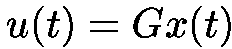 u(t) = Gx(t)